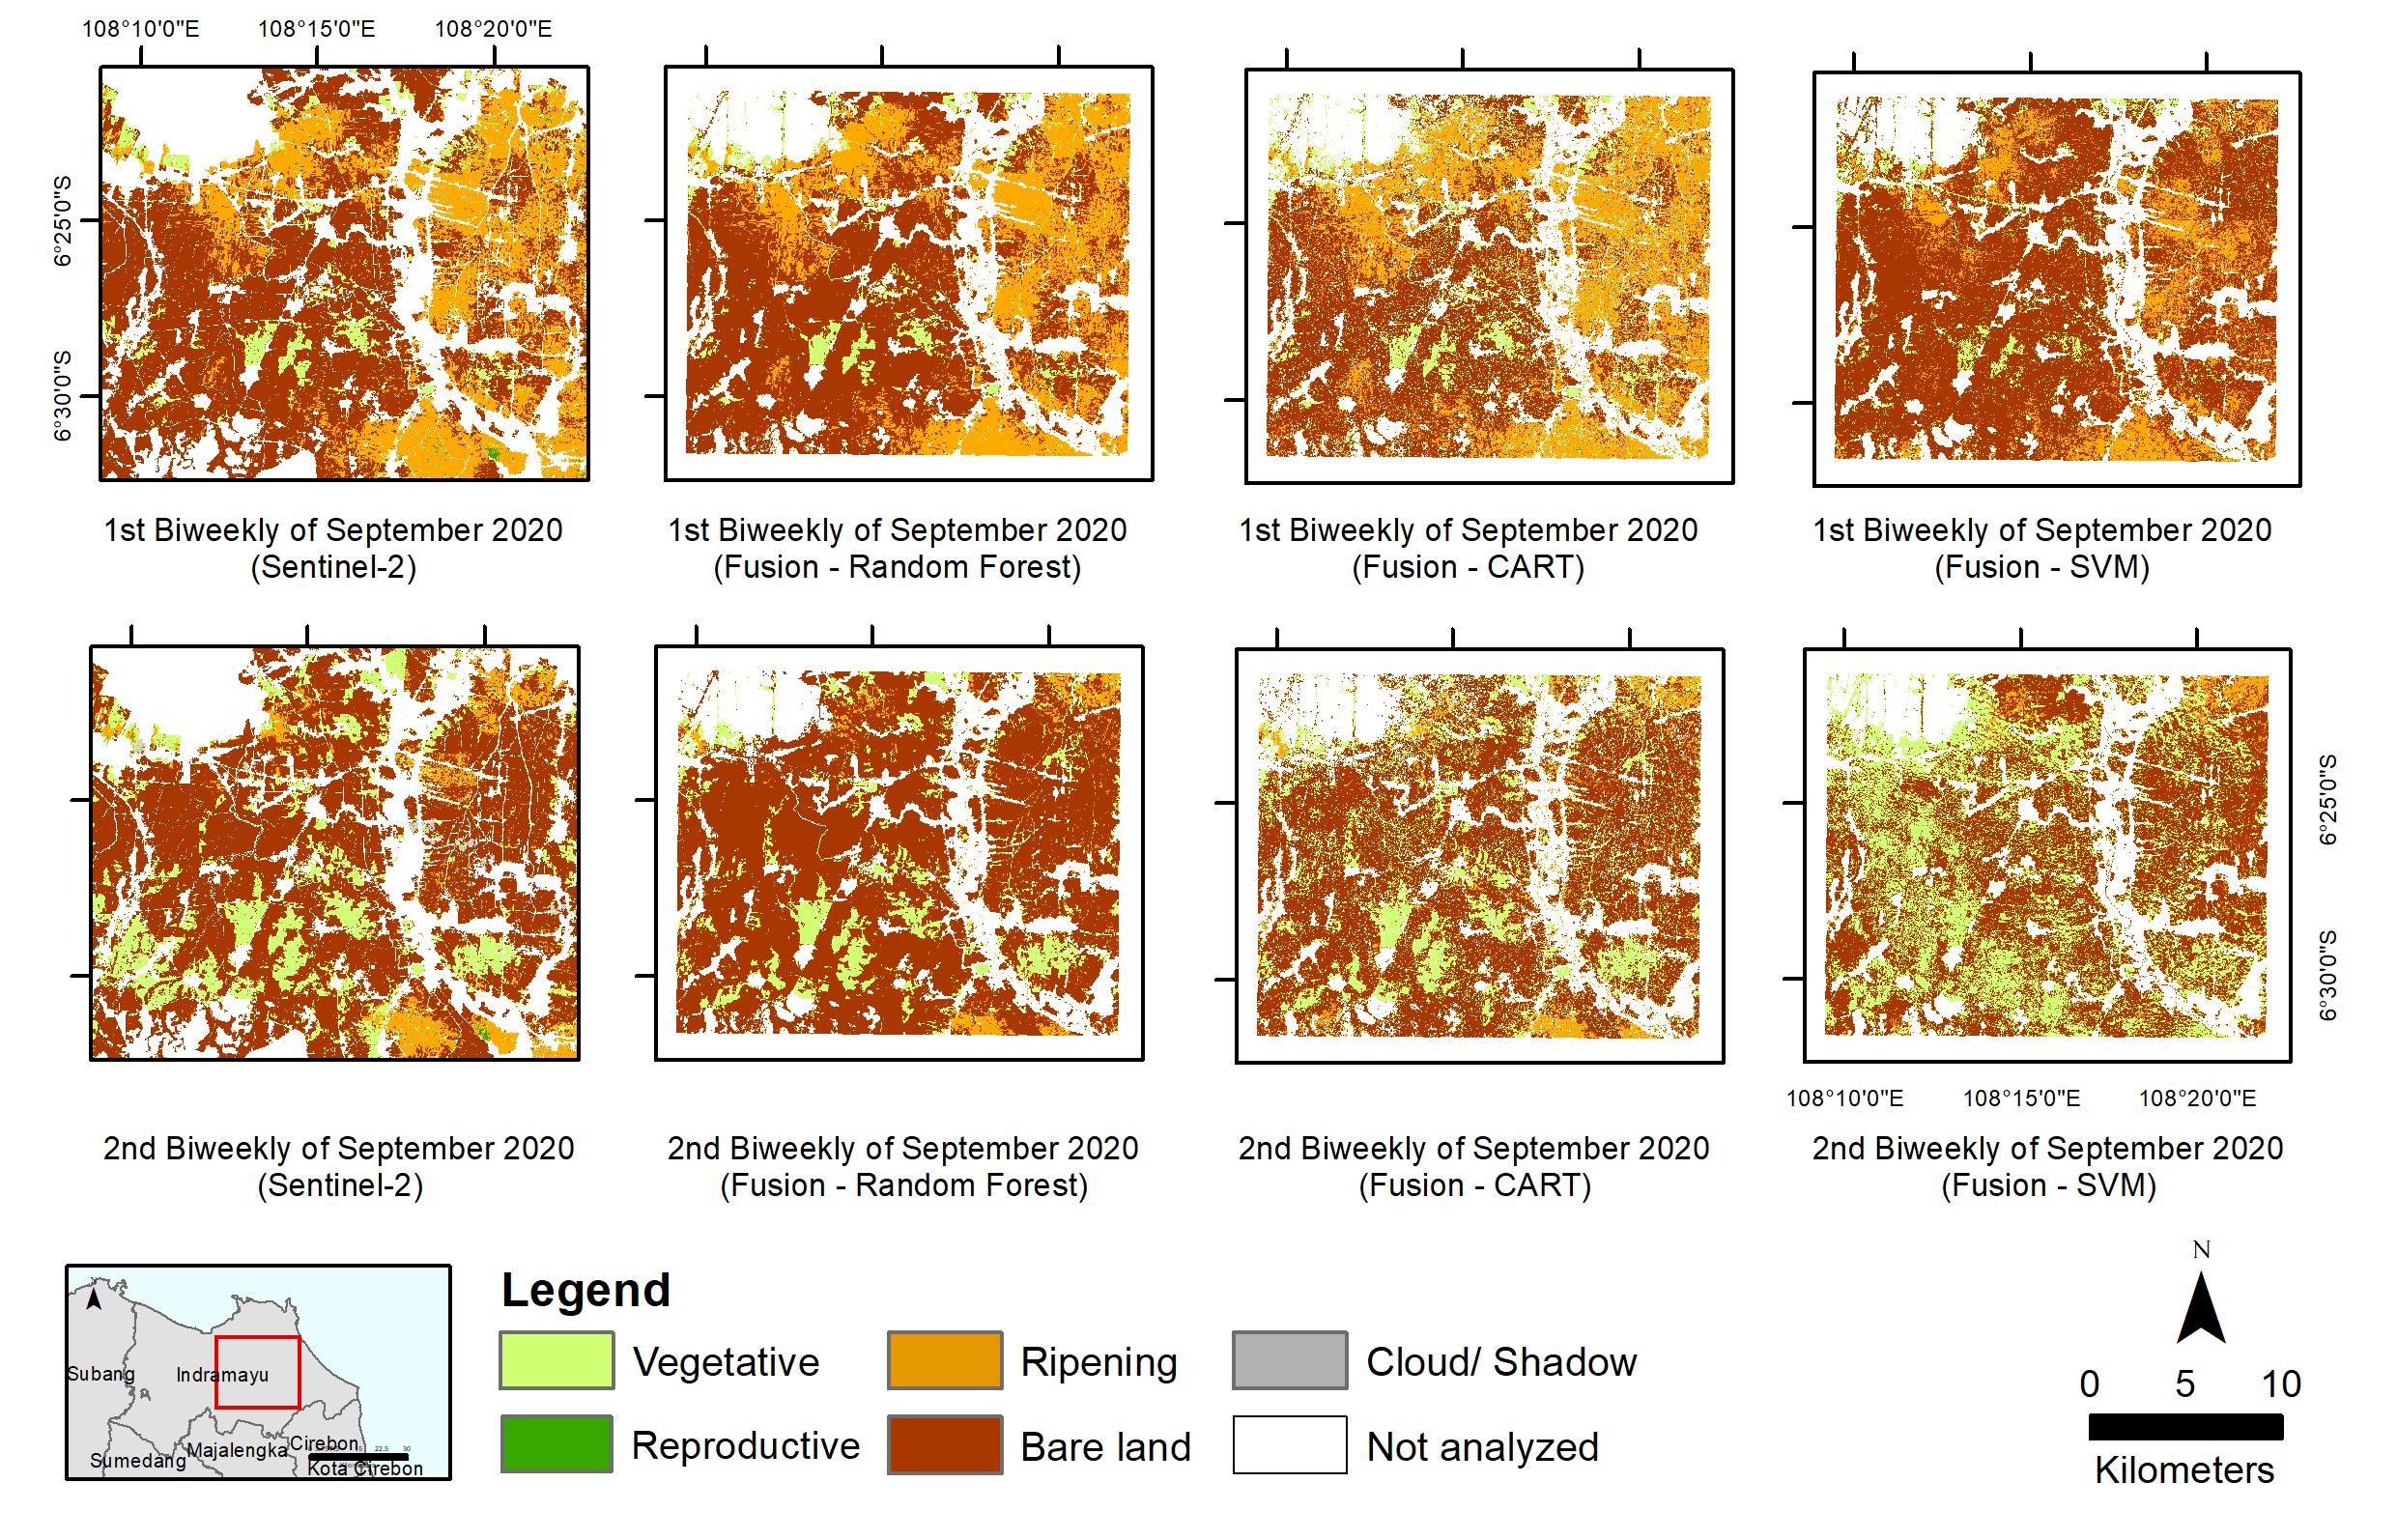 108°10'0"E 108°15'0"E 108°20'0"E
6°25'0"S
6°30'0"S
1st Biweekly of September 2020
(Sentinel-2)
1st Biweekly of September 2020
(Fusion - Random Forest)
1st Biweekly of September 2020
(Fusion - CART)
1st Biweekly of September 2020
(Fusion - SVM)
6°25'0"S
6°30'0"S
108°10'0"E 108°15'0"E 108°20'0"E
2nd Biweekly of September 2020
(Sentinel-2)
2nd Biweekly of September 2020
(Fusion - Random Forest)
2nd Biweekly of September 2020
(Fusion - CART)
2nd Biweekly of September 2020
(Fusion - SVM)
Subang
Indramayu
Sumedang
Majalengka
Cirebon
22.5 30
Kota Cirebon
Legend
Vegetative
Ripening
Cloud/ Shadow
Reproductive
Bare land
Not analyzed
N
0 5 10
Kilometers